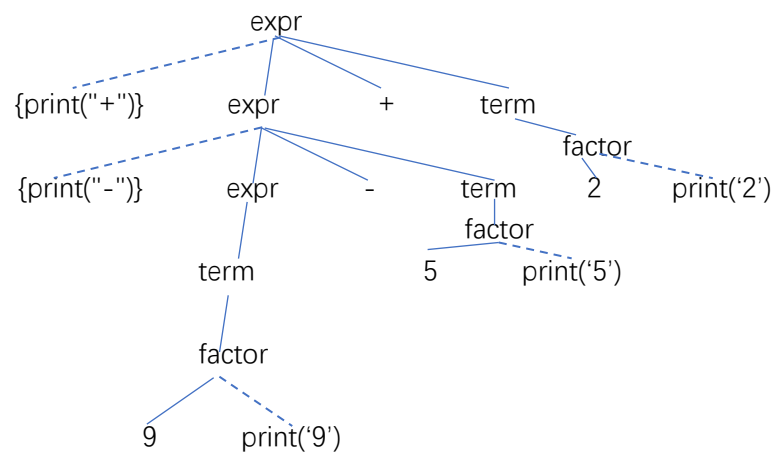 expr
{print("+")} expr + term
factor
{print("-")} expr - term 2 print(‘2’)
factor
term 5 print(‘5’)
factor
9 print(‘9’)